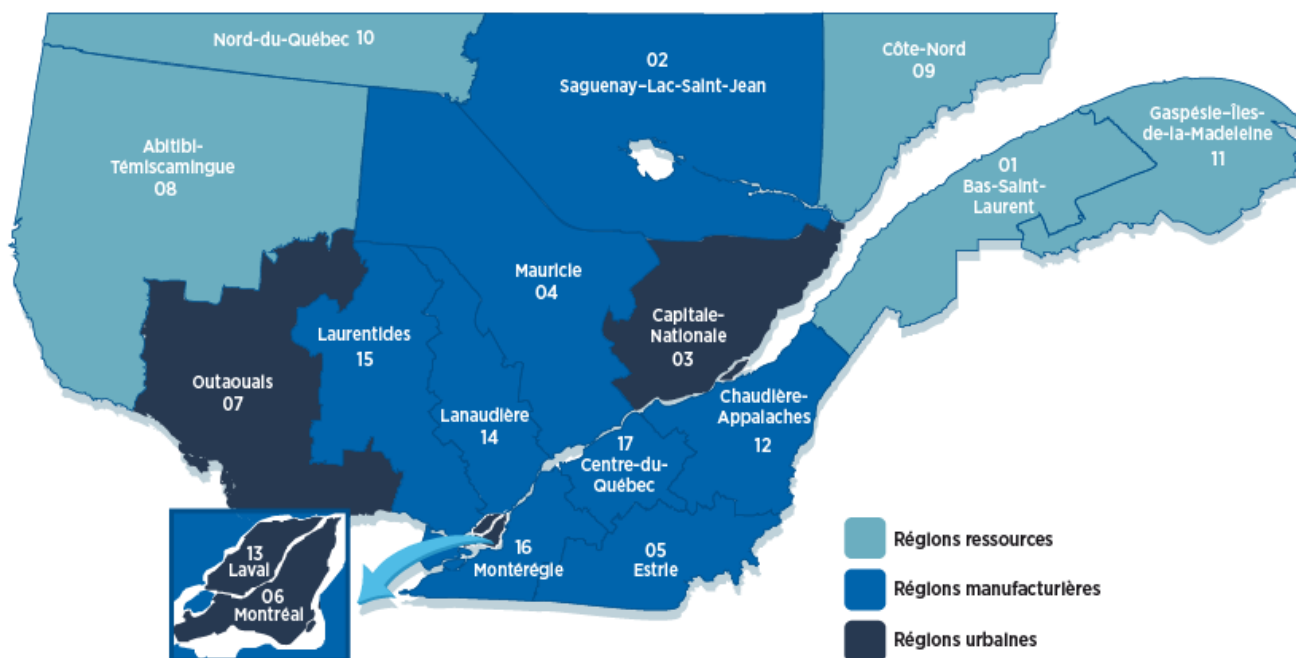 Nord-du-Québec 10
02
Saguenay–Lac-Saint-Jean
Côte-Nord
09
Gaspésie–Îles-
de-la-Madeleine
11
Abitibi-
Témiscamingue
08
01
Bas-Saint-
Laurent
Mauricie
04
Capitale-
Nationale
03
Laurentides
15
Outaouais
07
Lanaudière
14
Chaudière-
Appalaches
12
17
Centre-du-
Québec
16
Montérégie
05
Estrie
13
Laval
06
Montréal
Régions ressources
Régions manufacturières
Régions urbaines